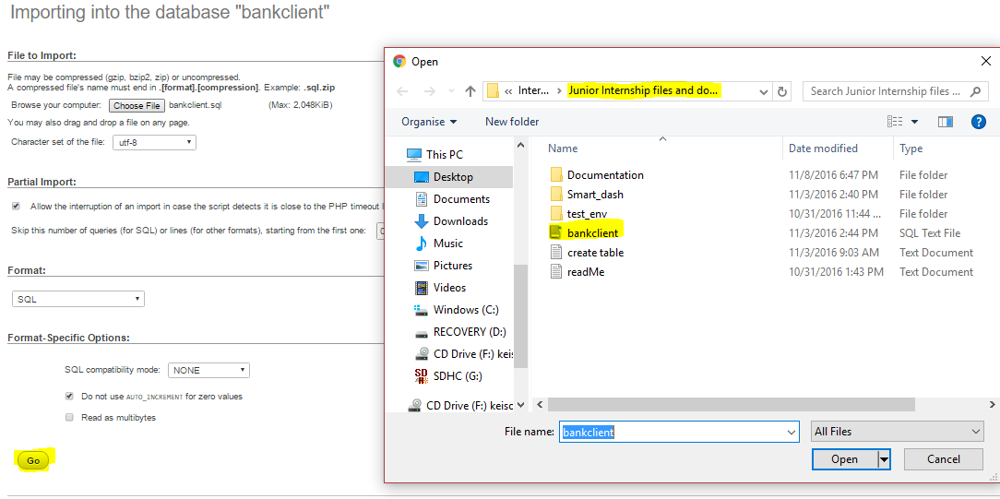 Importing into the database "bankclient"
File to Import:
File may be compressed (gzip, bzip2, zip) or uncompressed.
A compressed file's name must end in .[format].[compression]. Example: .sql.zip
Browse your computer: Choose File bankclient.sql (Max: 2,048KiB)
You may also drag and drop a file on any page.
Character set of the file: utf-8
Partial Import:
Allow the interruption of an import in case the script detects it is close to the PHP timeout
Skip this number of queries (for SQL) or lines (for other formats), starting from the first one:
Format:
SQL
Format-Specific Options:
SQL compatibility mode: NONE
Do not use AUTO_INCREMENT for zero values
Read as multibytes
Go
Open
« Inter... > Junior Internship files and do...
Search Junior Internship files ...
Organise New folder
Name Date modified Type
This PC
Desktop
Documents
Downloads
Music
Pictures
Videos
Windows (C:)
RECOVERY (D:)
CD Drive (F:) keis
SDHC (G:)
CD Drive (F:) keisc
Documentation 11/8/2016 6:47 PM File folder
Smart_dash 11/3/2016 2:40 PM File folder
test_env 10/31/2016 11:44 ... File folder
bankclient 11/3/2016 2:44 PM SQL Text File
create table 11/3/2016 9:03 AM Text Document
readMe 10/31/2016 1:43 PM Text Document
File name: bankclient
All Files
Open Cancel